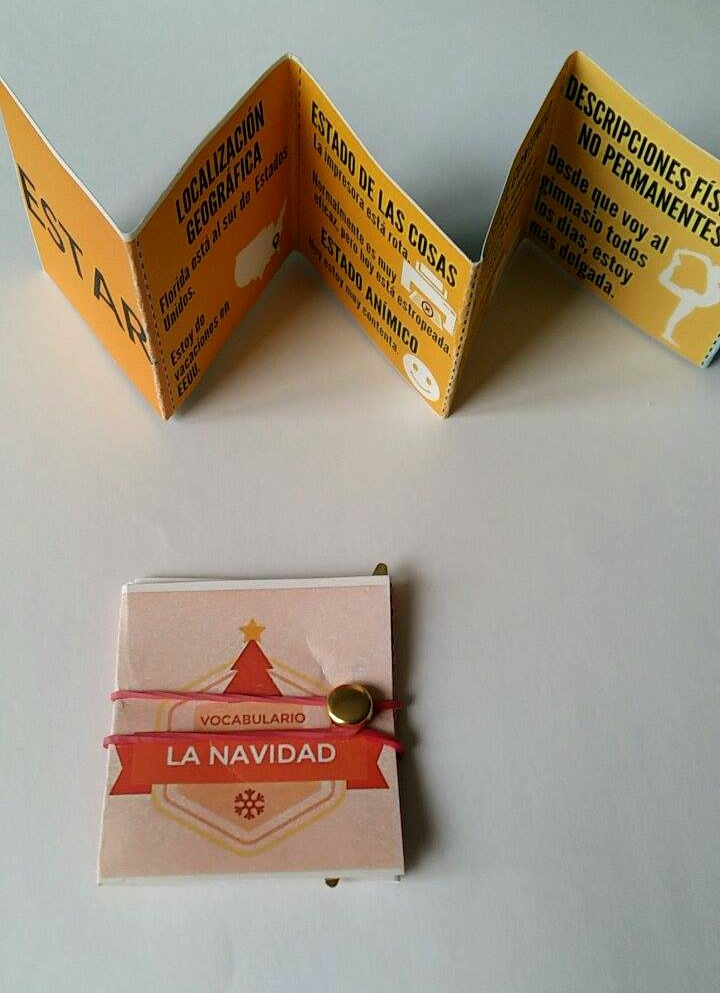 ESTAR
LOCALIZACIÓN
GEOGRÁFICA
Florida está al sur de Estados
Unidos.
Estoy de
vacaciones en
EEUU.
ESTADO DE LAS COSAS
La impresora está rota.
Normalmente es muy
eficaz, pero hoy está estropeada.
ESTADO ANÍMICO
Hoy estoy muy contenta
DESCRIPCIONES FÍS
NO PERMANENTES
Desde que voy al
gimnasio todos
los días, estoy
más delgada.
VOCABULARIO
LA NAVIDAD